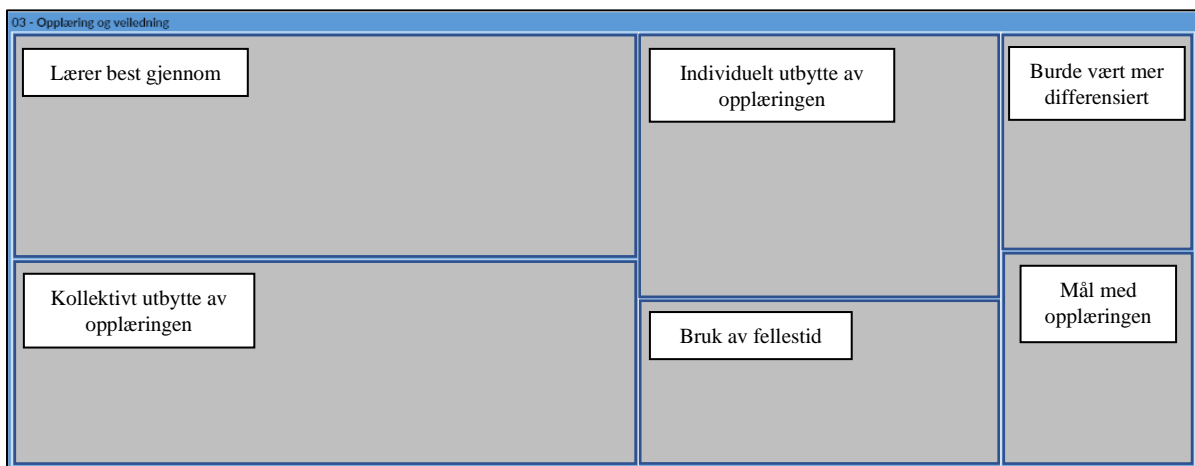 03 - Opplæring og veiledning
Lærer best gjennom
Kollektivt utbytte av
opplæringen
Individuelt utbytte av
opplæringen
Bruk av fellestid
Burde vært mer
differensiert
Mål med
opplæringen